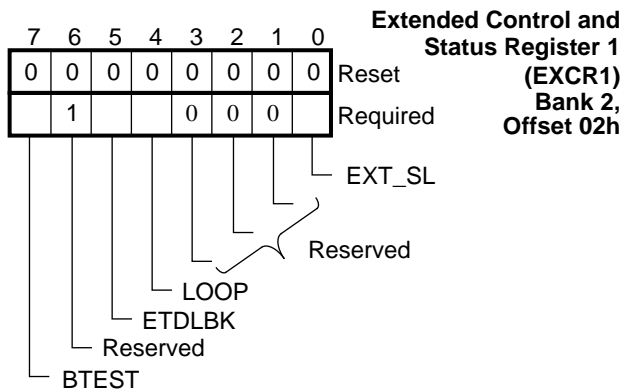 Extended Control and
Status Register 1
(EXCR1)
Bank 2,
Offset 02h
7 6 5 4 3 2 1 0
0 0 0 0 0 0 0 0 Reset
1 0 0 0 Required
EXT_SL
Reserved
LOOP
ETDLBK
Reserved
BTEST